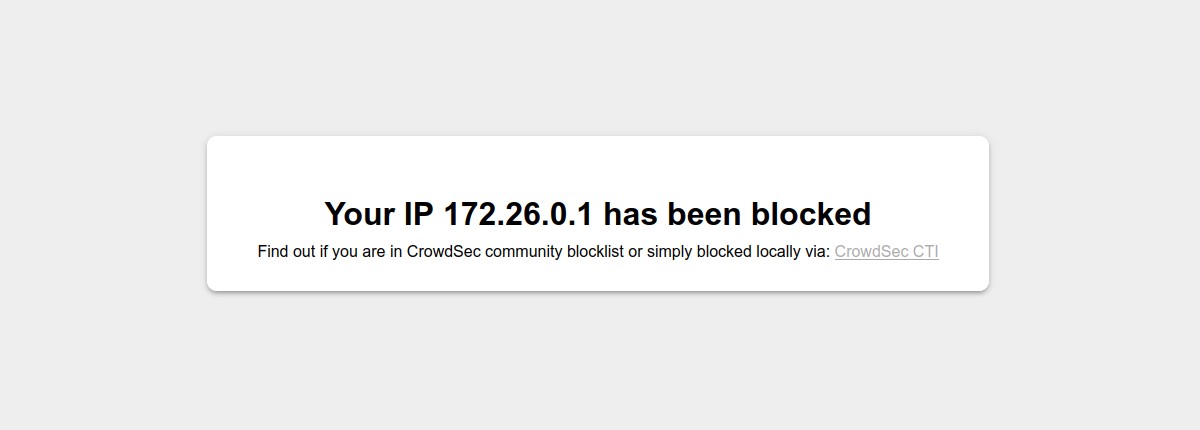 Your IP 172.26.0.1 has been blocked
Find out if you are in CrowdSec community blocklist or simply blocked locally via: CrowdSec CTI